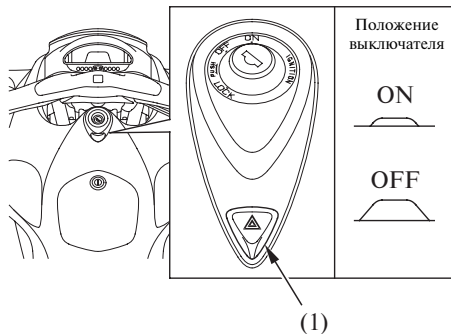 Положение
выключателя
ON
OFF
ON
OFF
PUSH
LOCK
IGNITION
(1)